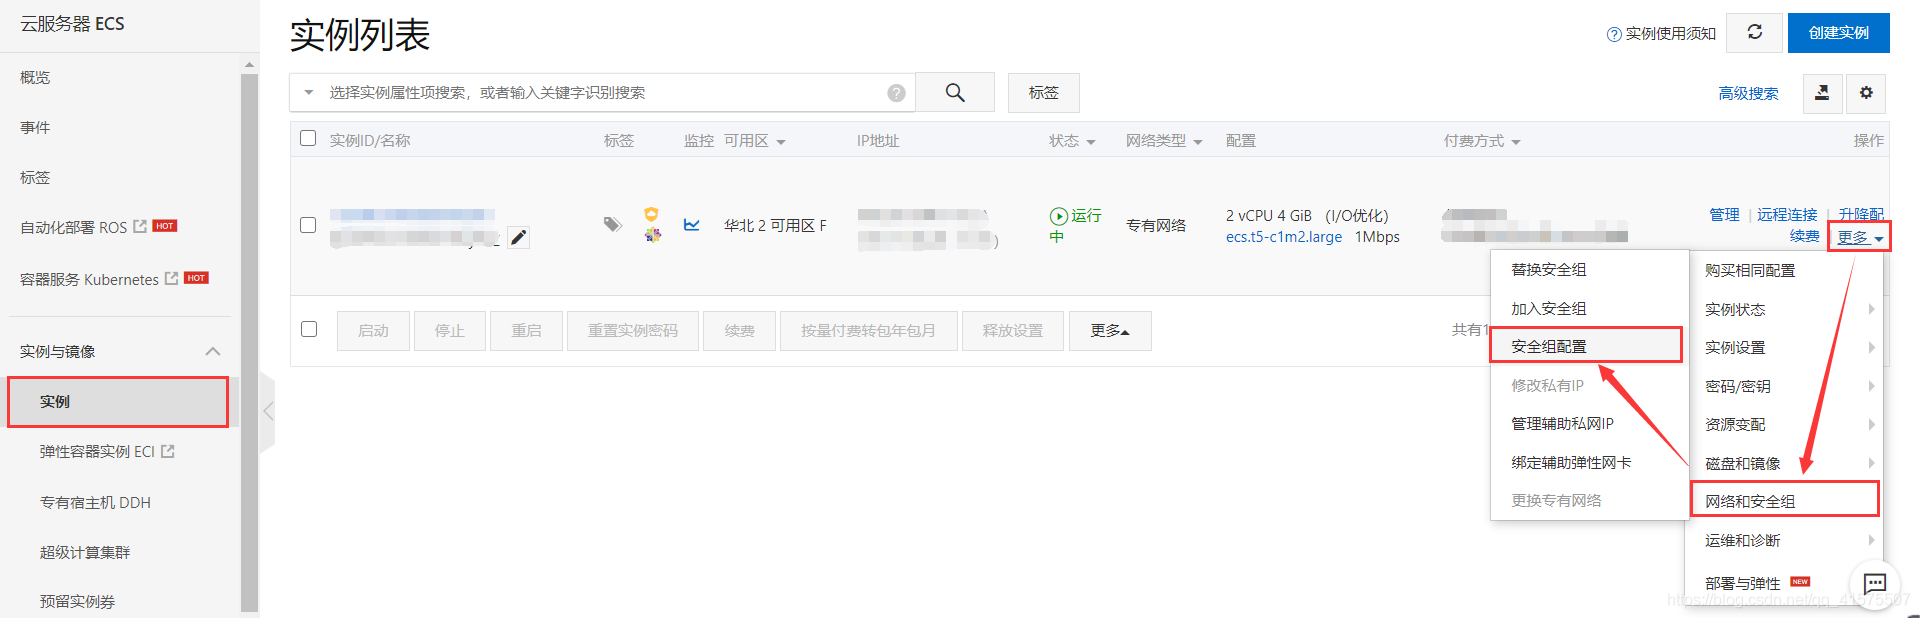 云服务器 ECS
概览
事件
标签
自动化部署 ROS HOT
容器服务 Kubernetes HOT
实例与镜像
实例
弹性容器实例 ECI
专有宿主机 DDH
超级计算集群
预留实例券
实例列表
实例使用须知
创建实例
选择实例属性项搜索，或者输入关键字识别搜索
标签
高级搜索
实例ID/名称 标签 监控 可用区 IP地址 状态 网络类型 配置 付费方式 操作
华北 2 可用区 F
运行中
专有网络
2 vCPU 4 GiB （I/O优化）
ecs.t5-c1m2.large 1Mbps
管理 | 远程连接 | 升降配
续费 | 更多
启动 停止 重启 重置实例密码 续费 按量付费转包年包月 释放设置 更多
共有1
替换安全组
加入安全组
安全组配置
修改私有IP
管理辅助私网IP
绑定辅助弹性网卡
更换专有网络
购买相同配置
实例状态
实例设置
密码/密钥
资源变配
磁盘和镜像
网络和安全组
运维和诊断
部署与弹性 NEW
https://blog.csdn.net/qq_41575507